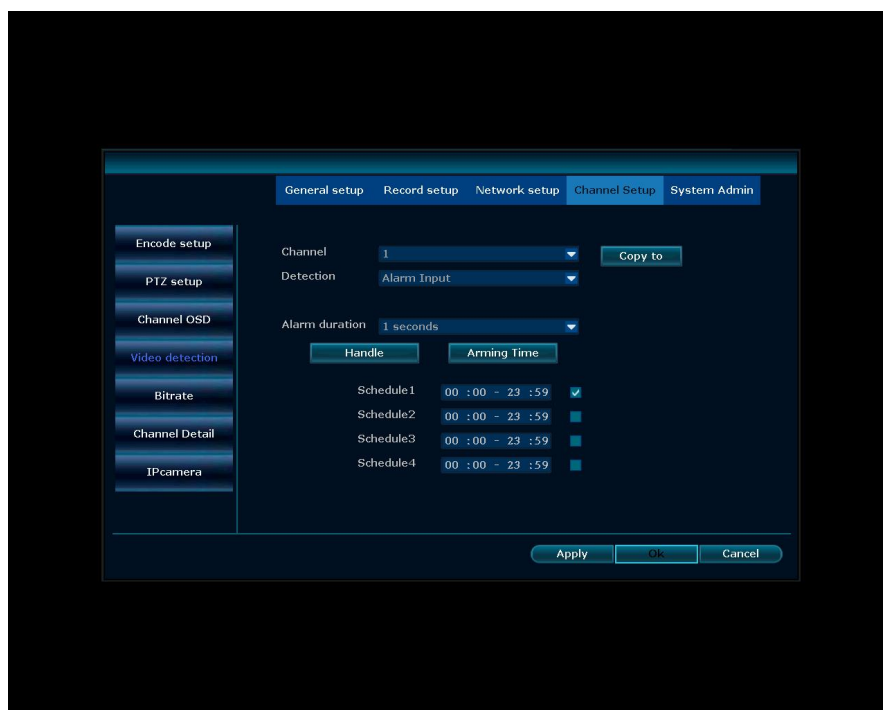 General setup Record setup Network setup Channel Setup System Admin
Encode setup
PTZ setup
Channel OSD
Video detection
Bitrate
Channel Detail
IPcamera
Channel 1 Copy to
Detection Alarm Input
Alarm duration 1 seconds
Handle Arming Time
Schedule1 00 :00 - 23 :59
Schedule2 00 :00 - 23 :59
Schedule3 00 :00 - 23 :59
Schedule4 00 :00 - 23 :59
Apply Ok Cancel